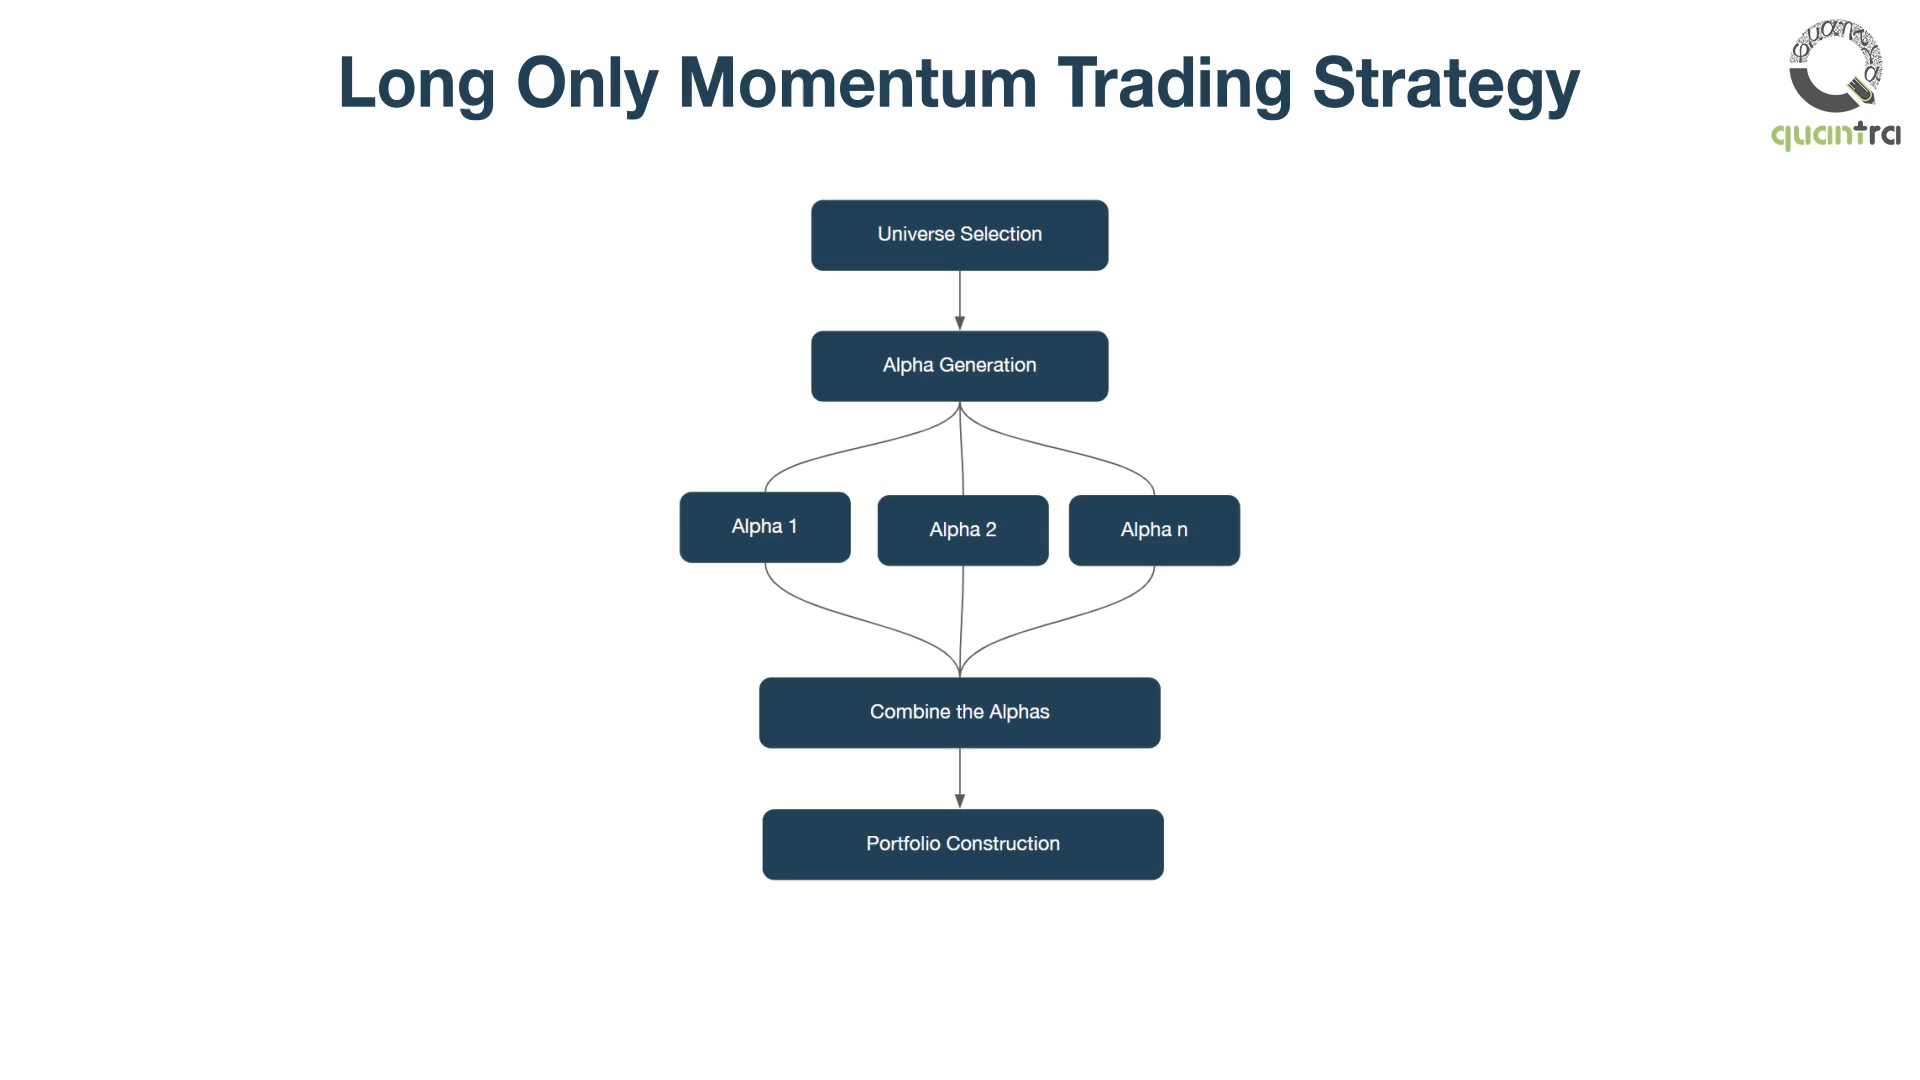 Long Only Momentum Trading Strategy
quantra
Universe Selection
Alpha Generation
Alpha 1
Alpha 2
Alpha n
Combine the Alphas
Portfolio Construction